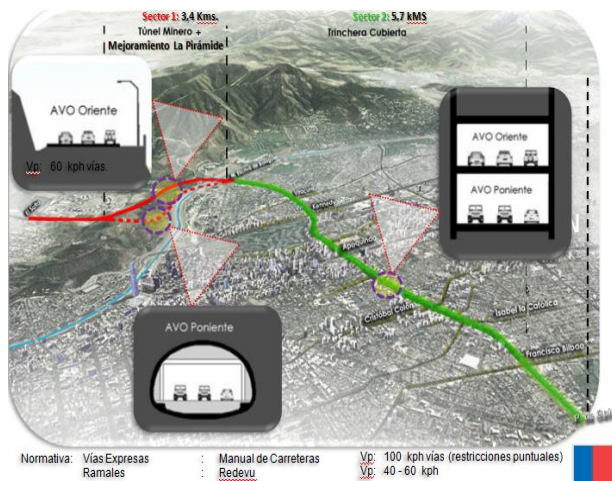 Sector 1: 3,4 Kms.
Túnel Minero +
Mejoramiento La Pirámide
Sector 2: 5,7 kMS
Trinchera Cubierta
AVO Oriente
Vp: 60 kph vías.
AVO Oriente
AVO Poniente
Kennedy
Apoquindo
Cristóbal Colón
Isabel la Católica
Francisco Bilbao
AVO Poniente
Normativa: Vías Expresas : Manual de Carreteras Vp: 100 kph vías (restricciones puntuales)
Ramales : Redevu Vp: 40 - 60 kph